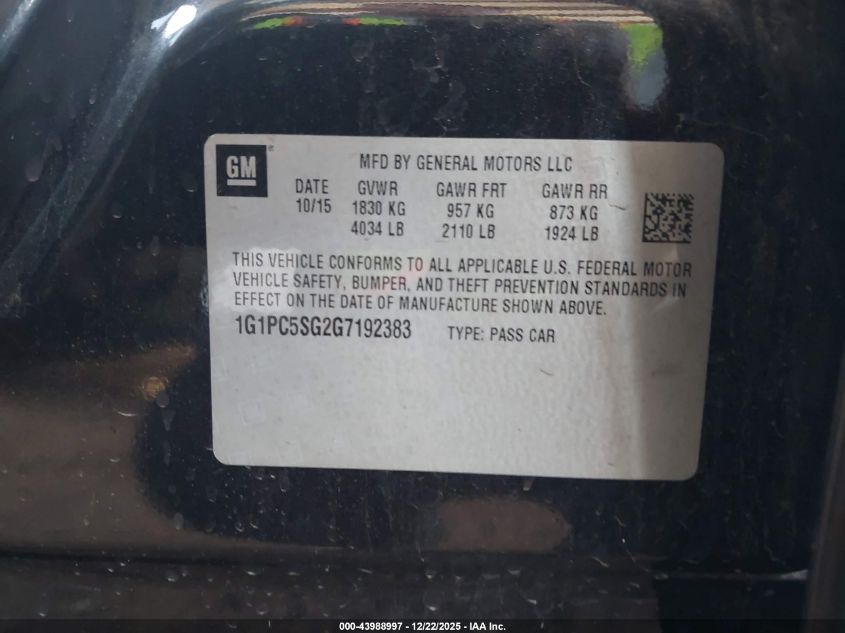 GM ®
MFD BY GENERAL MOTORS LLC
DATE GVWR GAWR FRT GAWR RR
10/15 1830 KG 957 KG 873 KG
4034 LB 2110 LB 1924 LB
THIS VEHICLE CONFORMS TO ALL APPLICABLE U.S. FEDERAL MOTOR
VEHICLE SAFETY, BUMPER, AND THEFT PREVENTION STANDARDS IN
EFFECT ON THE DATE OF MANUFACTURE SHOWN ABOVE.
1G1PC5SG2G7192383 TYPE: PASS CAR
000-43988997 - 12/22/2025 - IAA Inc.